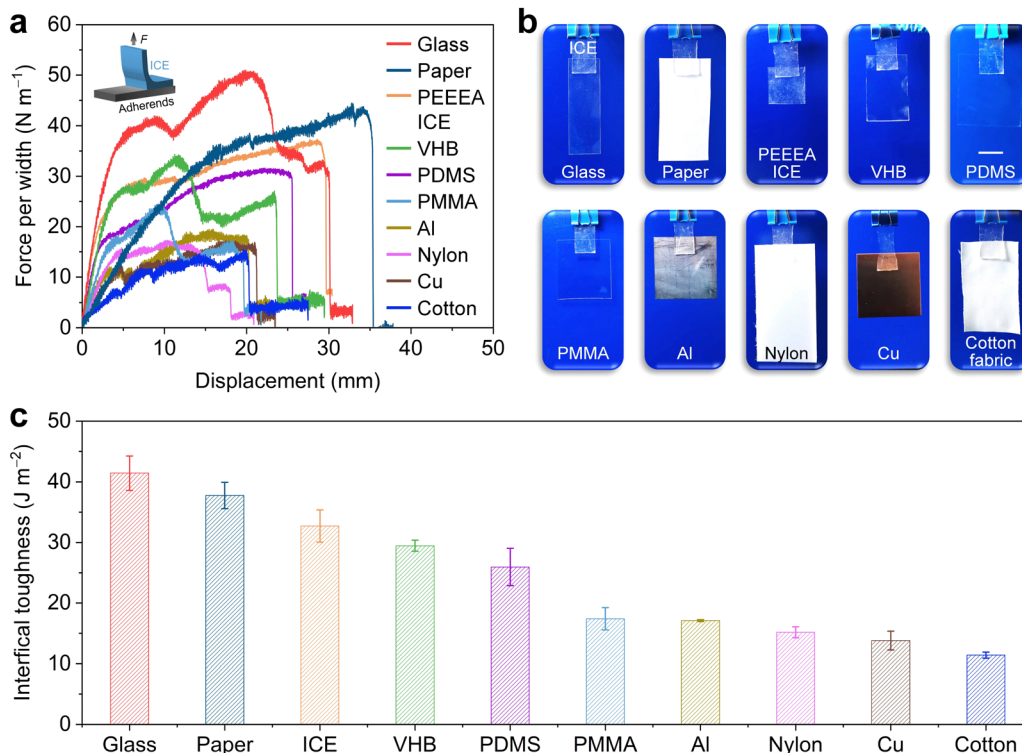 a
Force per width (N m⁻¹)
60
50
40
30
20
10
0
0
10
20
30
40
50
Displacement (mm)
F
ICE
Adherends
Glass
Paper
PEEEA
ICE
VHB
PDMS
PMMA
Al
Nylon
Cu
Cotton
b
ICE
Glass
Paper
PEEEA
ICE
VHB
PDMS
PMMA
Al
Nylon
Cu
Cotton
fabric
c
Interfical toughness (J m⁻²)
50
40
30
20
10
0
Glass
Paper
ICE
VHB
PDMS
PMMA
Al
Nylon
Cu
Cotton